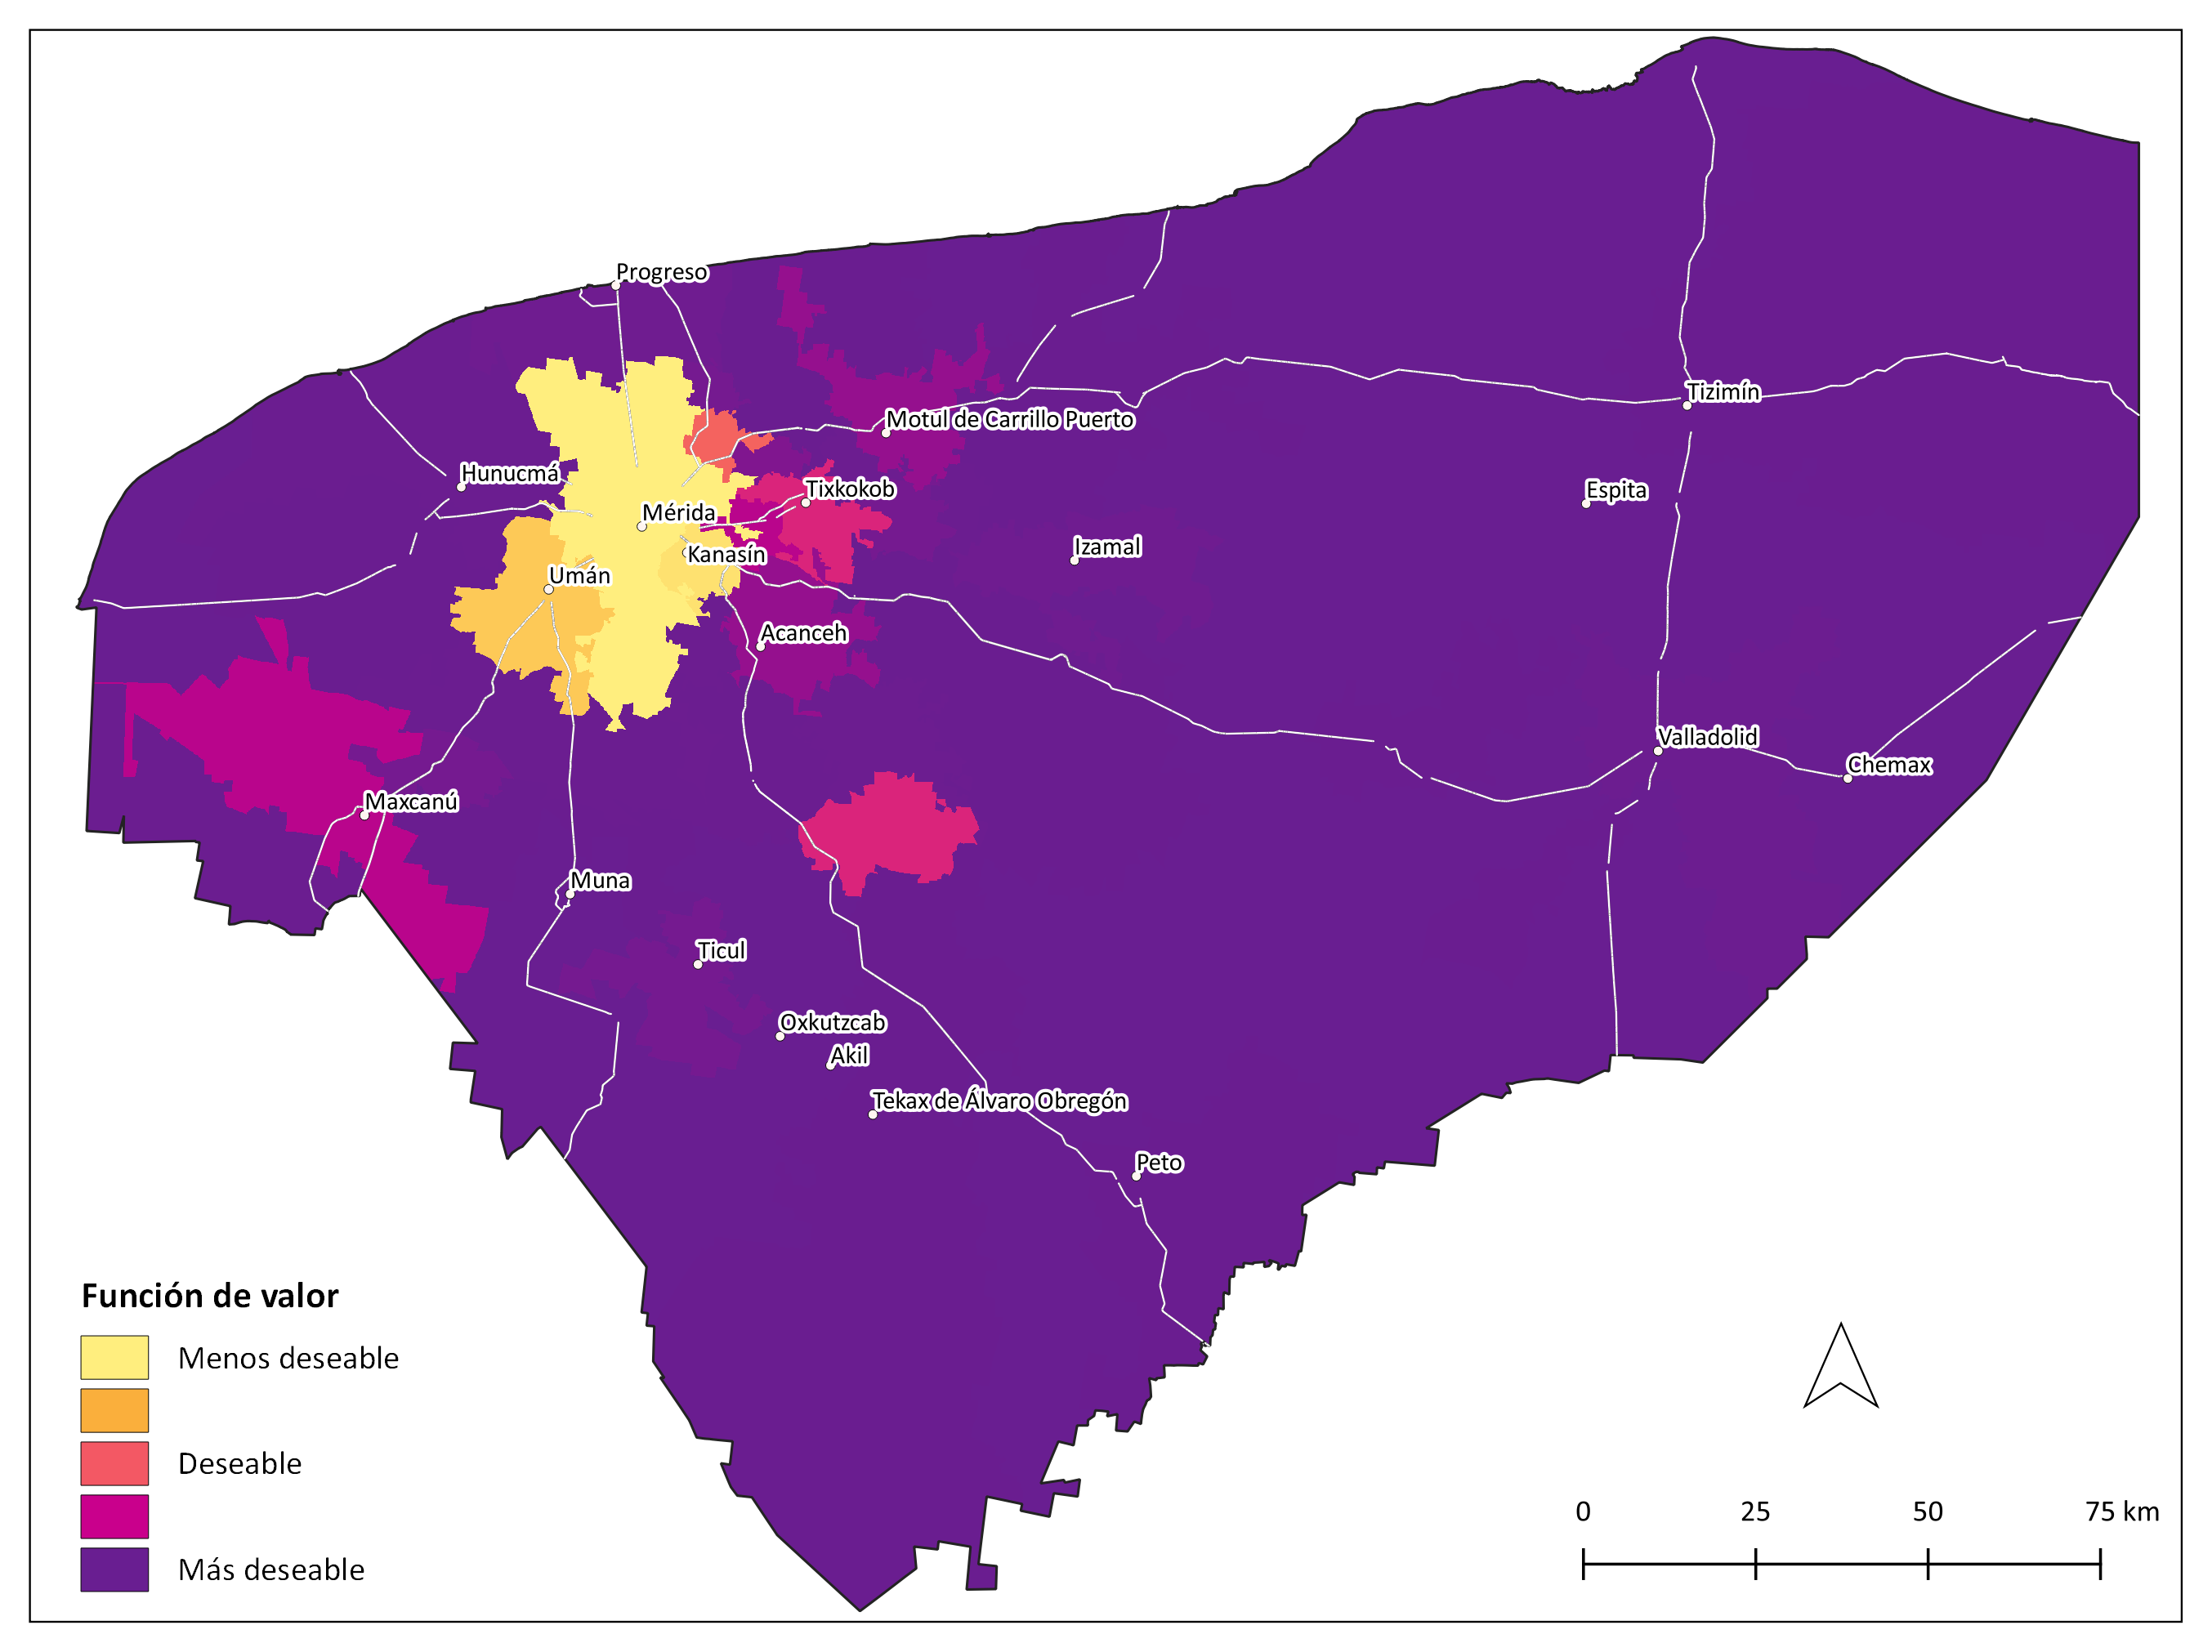 Progreso
Tizimín
Motul de Carrillo Puerto
Hunucmá
Tixkokob
Espita
Mérida
Izamal
Kanasín
Umán
Acanceh
Valladolid
Chemax
Maxcanú
Muna
Ticul
Oxkutzcab
Akil
Tekax de Álvaro Obregón
Peto
Función de valor
Menos deseable
Deseable
Más deseable
0 25 50 75 km